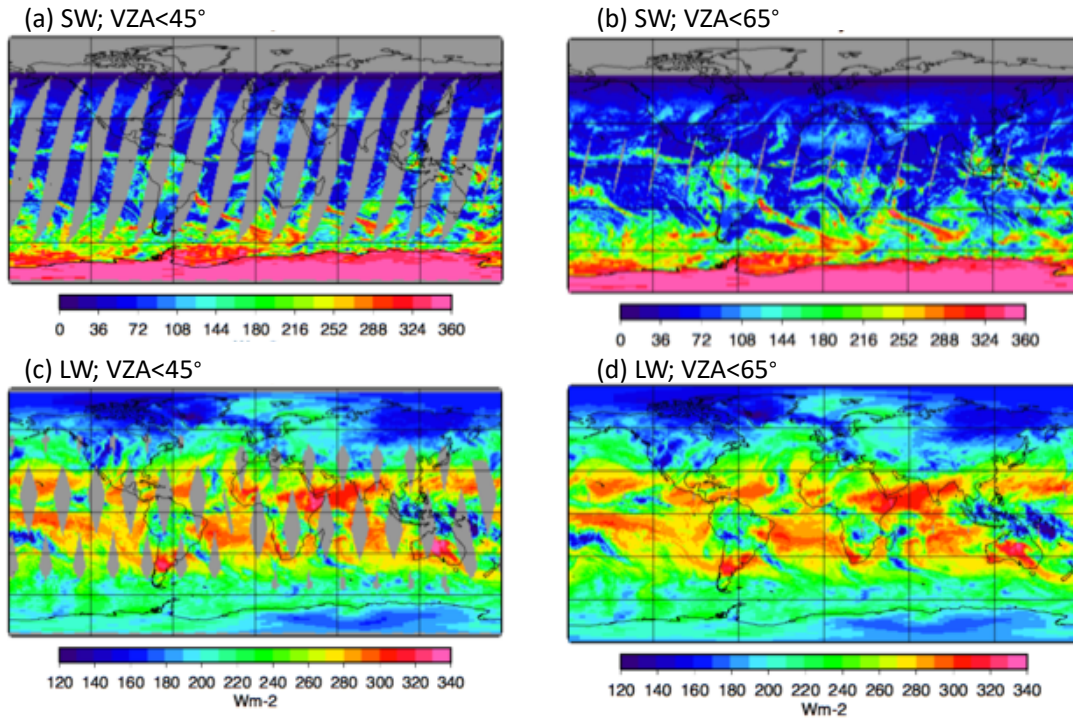 (a) SW; VZA<45°
(b) SW; VZA<65°
0 36 72 108 144 180 216 252 288 324 360
0 36 72 108 144 180 216 252 288 324 360
(c) LW; VZA<45°
(d) LW; VZA<65°
120 140 160 180 200 220 240 260 280 300 320 340
Wm-2
120 140 160 180 200 220 240 260 280 300 320 340
Wm-2